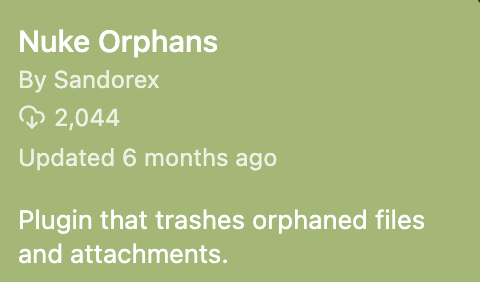 Nuke Orphans
By Sandorex
2,044
Updated 6 months ago
Plugin that trashes orphaned files
and attachments.